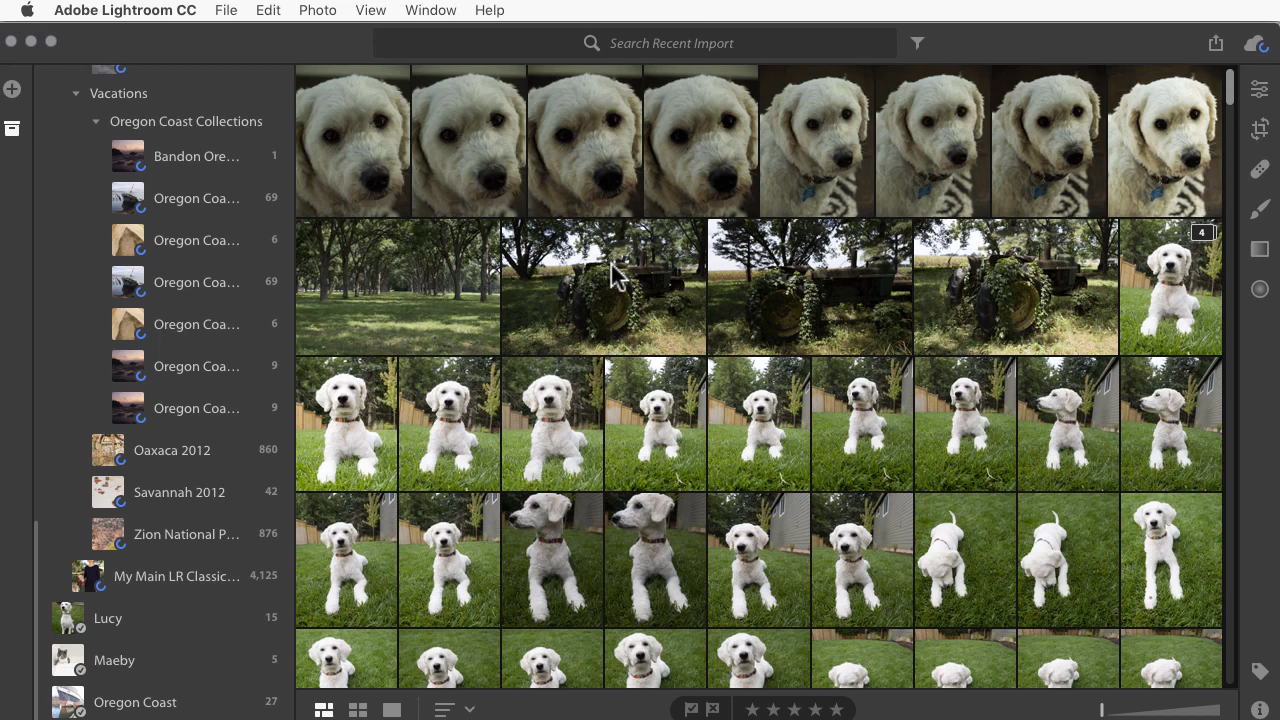 Adobe Lightroom CC File Edit Photo View Window Help
Search Recent Import
Vacations
Oregon Coast Collections
Bandon Ore… 1
Oregon Coa… 69
Oregon Coa… 6
Oregon Coa… 69
Oregon Coa… 6
Oregon Coa… 9
Oregon Coa… 9
Oaxaca 2012 860
Savannah 2012 42
Zion National P… 876
My Main LR Classic… 4,125
Lucy 15
Maeby 5
Oregon Coast 27
4